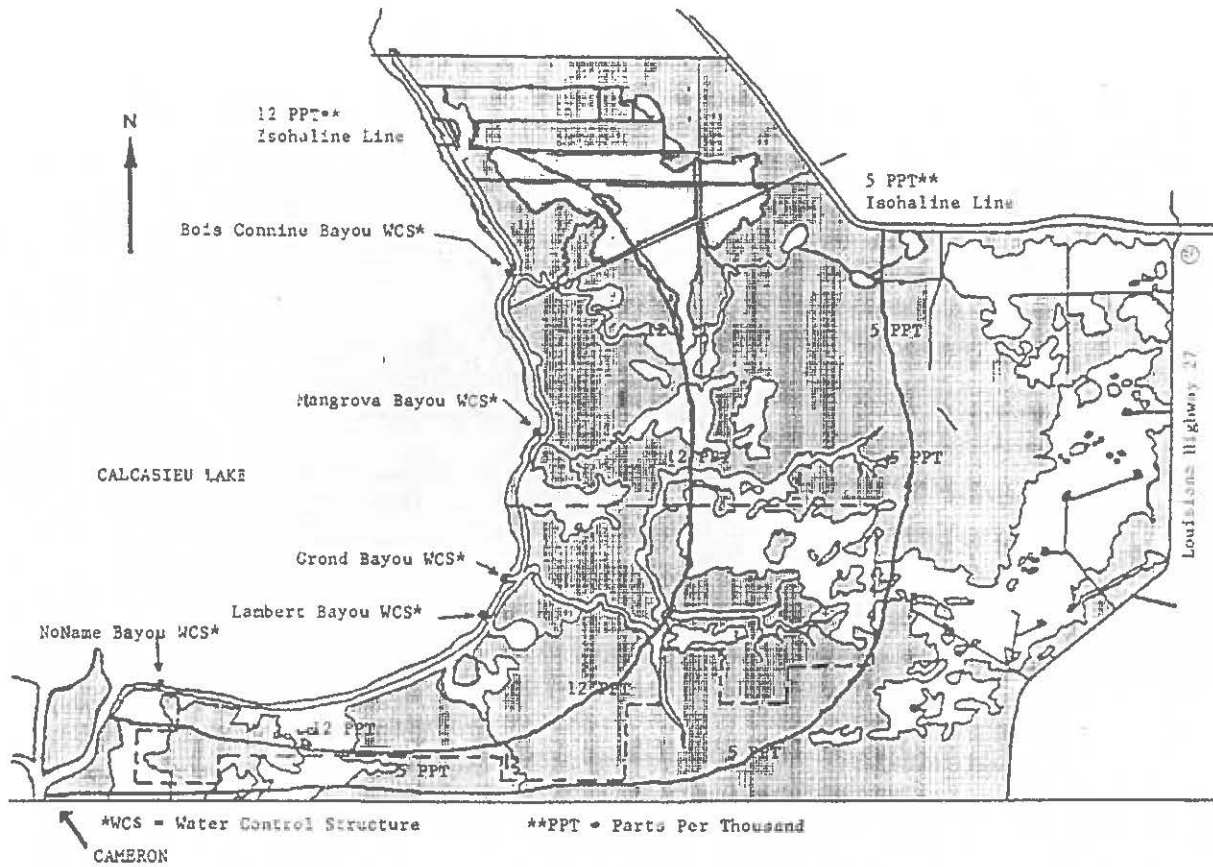 N
12 PPT**
Isohaline Line
5 PPT**
Isohaline Line
Bois Connine Bayou WCS*
12
5 PPT
Mangrova Bayou WCS*
12 PPT
5 PPT
CALCASIEU LAKE
Louisiana Highway 27
Grond Bayou WCS*
Lambert Bayou WCS*
NoName Bayou WCS*
12 PPT
12 PPT
5 PPT
5 PPT
*WCS = Water Control Structure
**PPT = Parts Per Thousand
CAMERON